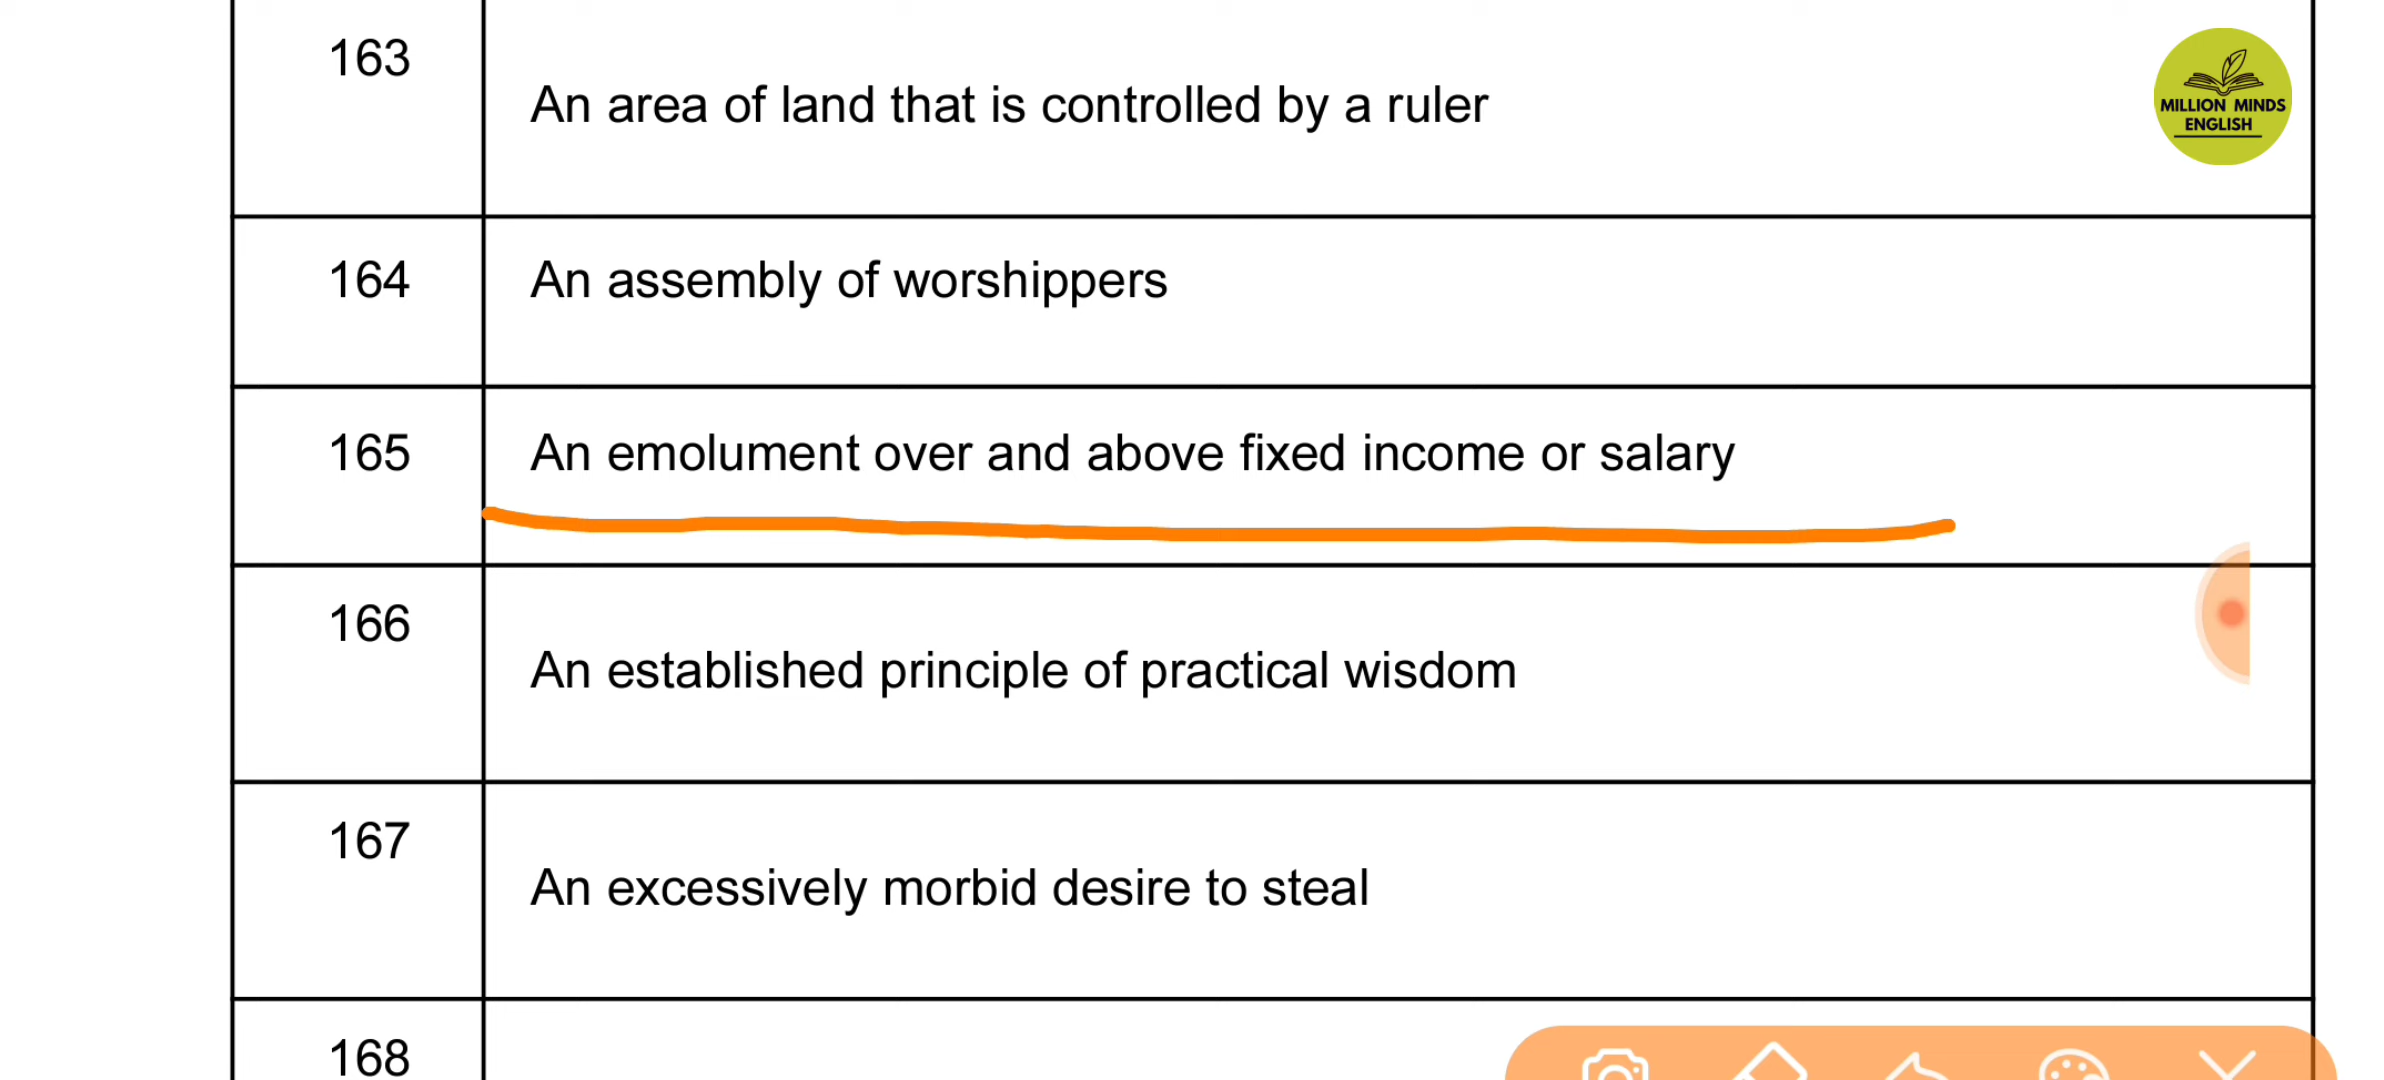 163
An area of land that is controlled by a ruler
MILLION MINDS
ENGLISH
164
An assembly of worshippers
165
An emolument over and above fixed income or salary
166
An established principle of practical wisdom
167
An excessively morbid desire to steal
168